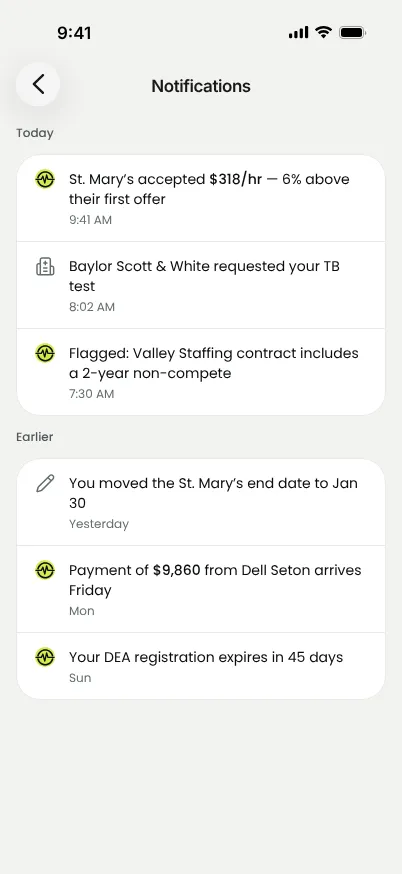 9:41
Notifications
Today
St. Mary’s accepted $318/hr — 6% above
their first offer
9:41 AM
Baylor Scott & White requested your TB
test
8:02 AM
Flagged: Valley Staffing contract includes
a 2-year non-compete
7:30 AM
Earlier
You moved the St. Mary’s end date to Jan
30
Yesterday
Payment of $9,860 from Dell Seton arrives
Friday
Mon
Your DEA registration expires in 45 days
Sun